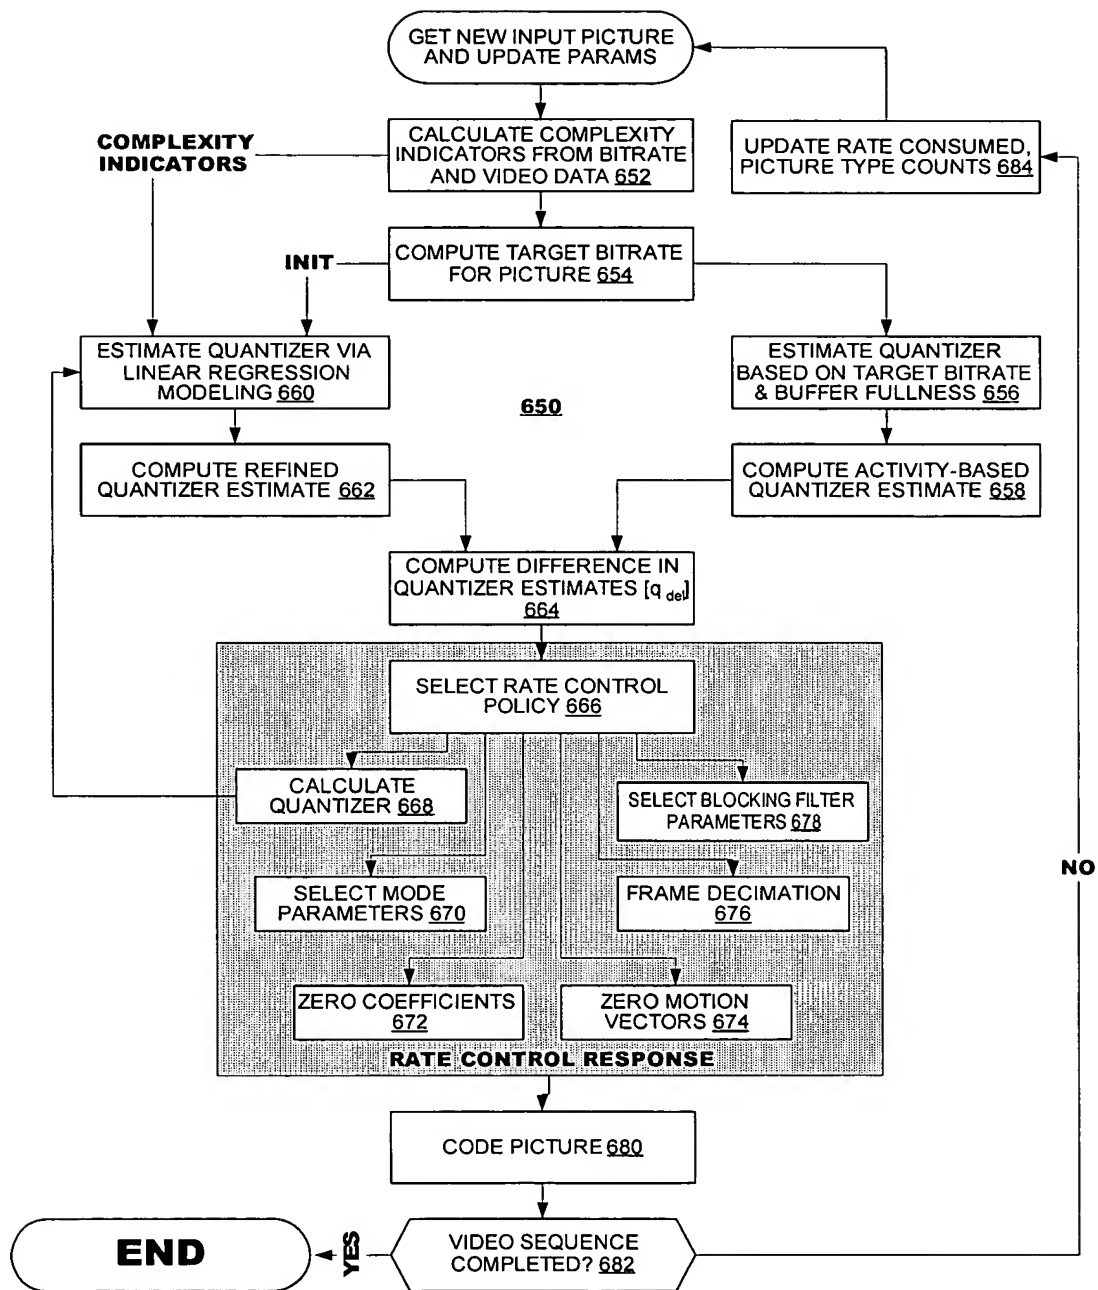 GET NEW INPUT PICTURE
AND UPDATE PARAMS
COMPLEXITY
INDICATORS
CALCULATE COMPLEXITY
INDICATORS FROM BITRATE
AND VIDEO DATA 652
UPDATE RATE CONSUMED,
PICTURE TYPE COUNTS 684
INIT
COMPUTE TARGET BITRATE
FOR PICTURE 654
ESTIMATE QUANTIZER VIA
LINEAR REGRESSION
MODELING 660
650
ESTIMATE QUANTIZER
BASED ON TARGET BITRATE
& BUFFER FULLNESS 656
COMPUTE REFINED
QUANTIZER ESTIMATE 662
COMPUTE ACTIVITY-BASED
QUANTIZER ESTIMATE 658
COMPUTE DIFFERENCE IN
QUANTIZER ESTIMATES [q del]
664
SELECT RATE CONTROL
POLICY 666
CALCULATE
QUANTIZER 668
SELECT BLOCKING FILTER
PARAMETERS 678
SELECT MODE
PARAMETERS 670
FRAME DECIMATION
676
NO
ZERO COEFFICIENTS
672
ZERO MOTION
VECTORS 674
RATE CONTROL RESPONSE
CODE PICTURE 680
END
YES
VIDEO SEQUENCE
COMPLETED? 682